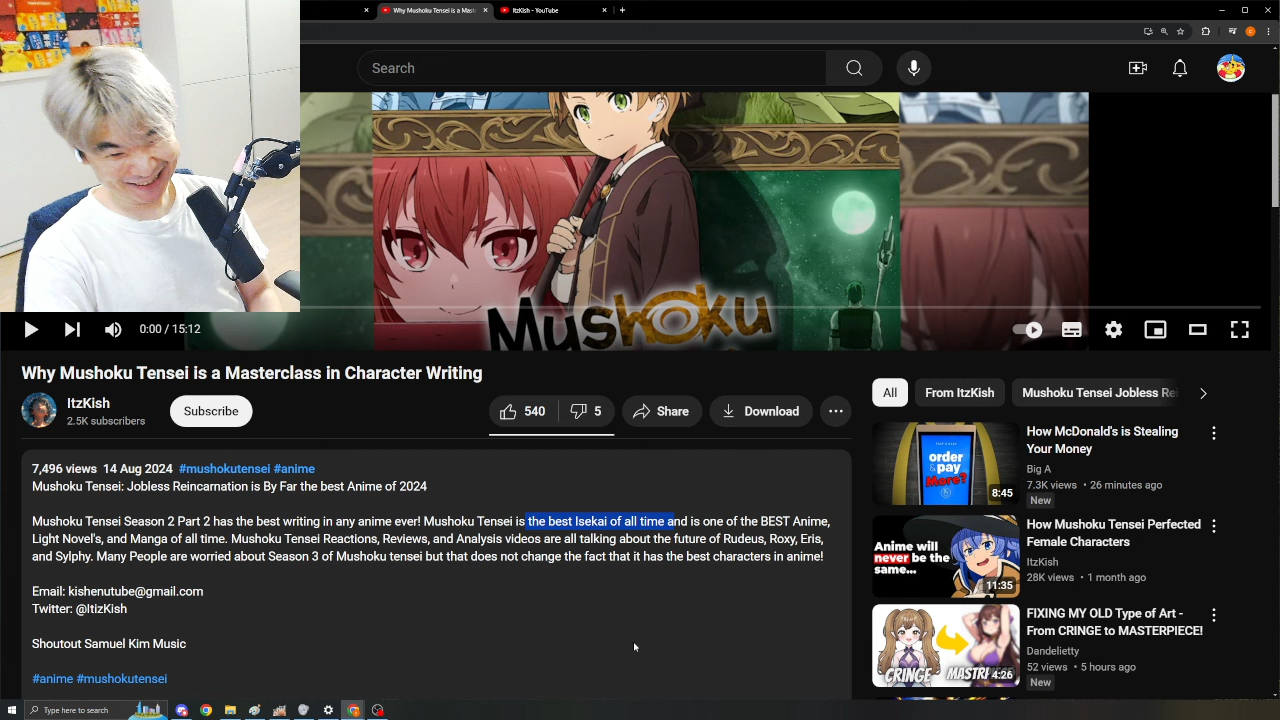 Why Mushoku Tensei is a Mast
ItzKish - YouTube
Search
Mushoku
0:00 / 15:12
Why Mushoku Tensei is a Masterclass in Character Writing
ItzKish
2.5K subscribers
Subscribe
540
5
Share
Download
7,496 views 14 Aug 2024 #mushokutensei #anime
Mushoku Tensei: Jobless Reincarnation is By Far the best Anime of 2024
Mushoku Tensei Season 2 Part 2 has the best writing in any anime ever! Mushoku Tensei is the best Isekai of all time and is one of the BEST Anime,
Light Novel's, and Manga of all time. Mushoku Tensei Reactions, Reviews, and Analysis videos are all talking about the future of Rudeus, Roxy, Eris,
and Sylphy. Many People are worried about Season 3 of Mushoku tensei but that does not change the fact that it has the best characters in anime!
Email: kishenutube@gmail.com
Twitter: @ItizKish
Shoutout Samuel Kim Music
#anime #mushokutensei
All
From ItzKish
Mushoku Tensei Jobless Rei
order
& pay
More?
8:45
How McDonald's is Stealing
Your Money
Big A
7.3K views • 26 minutes ago
New
Anime will
never be the
same...
11:35
How Mushoku Tensei Perfected
Female Characters
ItzKish
28K views • 1 month ago
CRINGE
MASTR
4:26
FIXING MY OLD Type of Art -
From CRINGE to MASTERPIECE!
Dandelietty
52 views • 5 hours ago
New
Type here to search